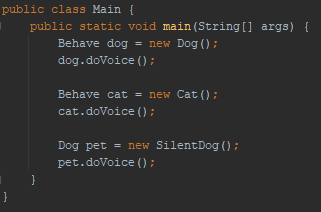 public class Main {
    public static void main(String[] args) {
        Behave dog = new Dog();
        dog.doVoice();

        Behave cat = new Cat();
        cat.doVoice();

        Dog pet = new SilentDog();
        pet.doVoice();
    }
}